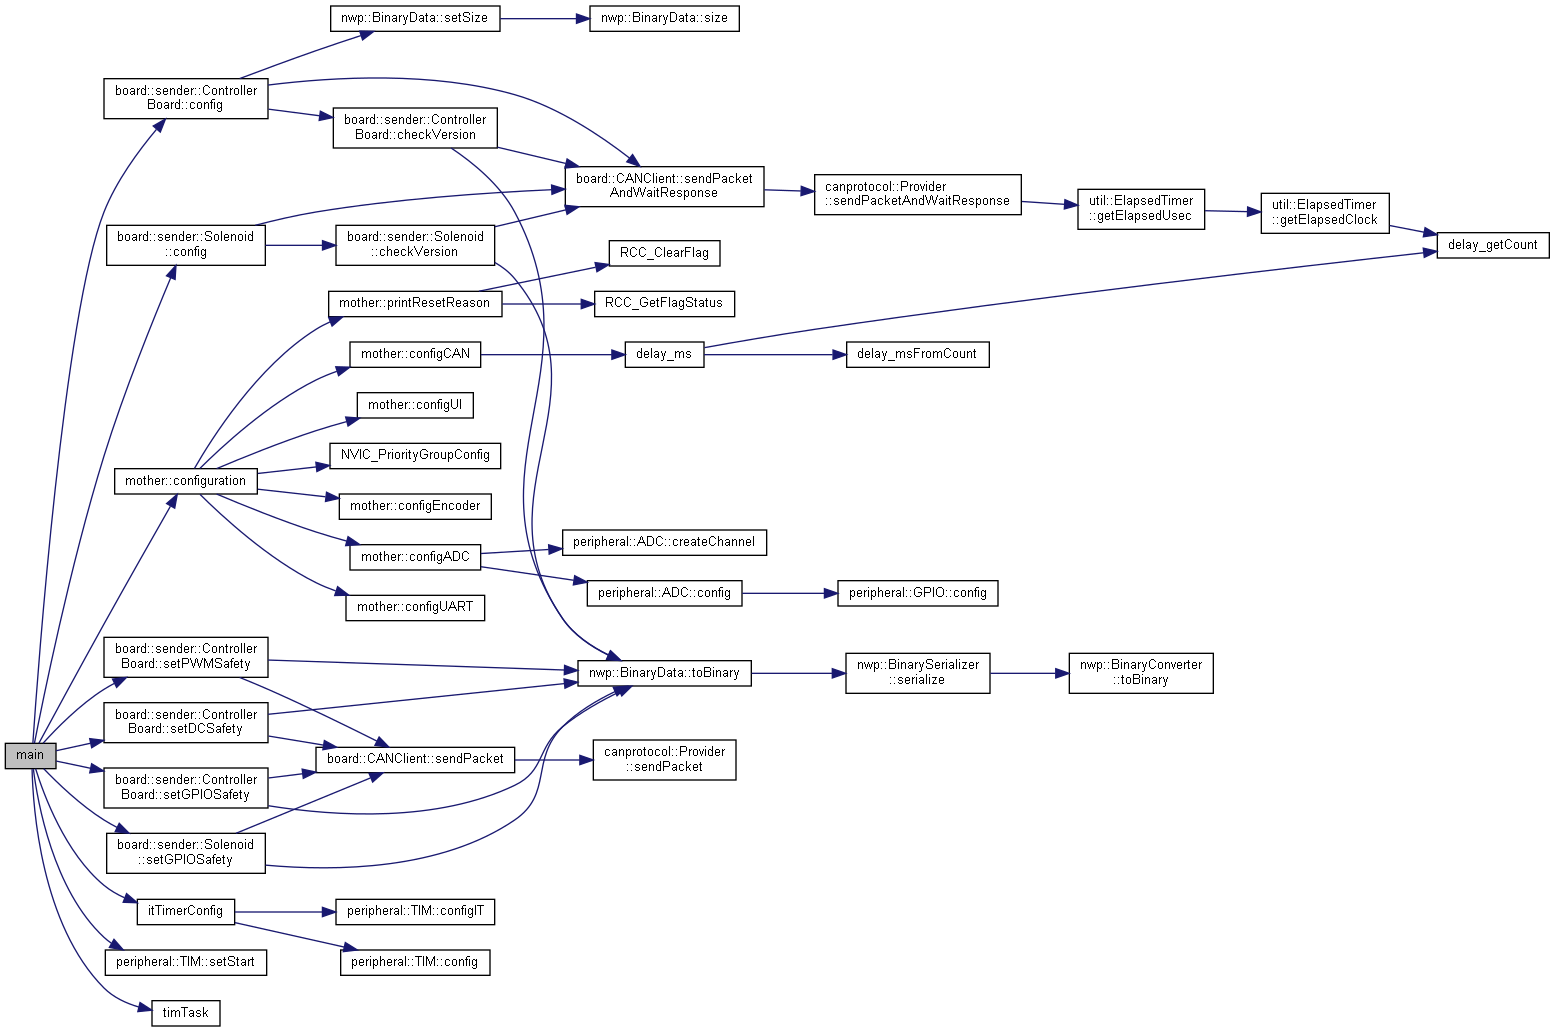 nwp::BinaryData::setSize
nwp::BinaryData::size
board::sender::Controller
Board::config
board::sender::Controller
Board::checkVersion
board::CANClient::sendPacket
AndWaitResponse
canprotocol::Provider
::sendPacketAndWaitResponse
util::ElapsedTimer
::getElapsedUsec
util::ElapsedTimer
::getElapsedClock
delay_getCount
board::sender::Solenoid
::config
board::sender::Solenoid
::checkVersion
RCC_ClearFlag
mother::printResetReason
RCC_GetFlagStatus
mother::configCAN
delay_ms
delay_msFromCount
mother::configUI
NVIC_PriorityGroupConfig
mother::configuration
mother::configEncoder
mother::configADC
peripheral::ADC::createChannel
peripheral::ADC::config
peripheral::GPIO::config
mother::configUART
board::sender::Controller
Board::setPWMSafety
nwp::BinaryData::toBinary
nwp::BinarySerializer
::serialize
nwp::BinaryConverter
::toBinary
board::sender::Controller
Board::setDCSafety
main
board::CANClient::sendPacket
canprotocol::Provider
::sendPacket
board::sender::Controller
Board::setGPIOSafety
board::sender::Solenoid
::setGPIOSafety
itTimerConfig
peripheral::TIM::configIT
peripheral::TIM::setStart
peripheral::TIM::config
timTask